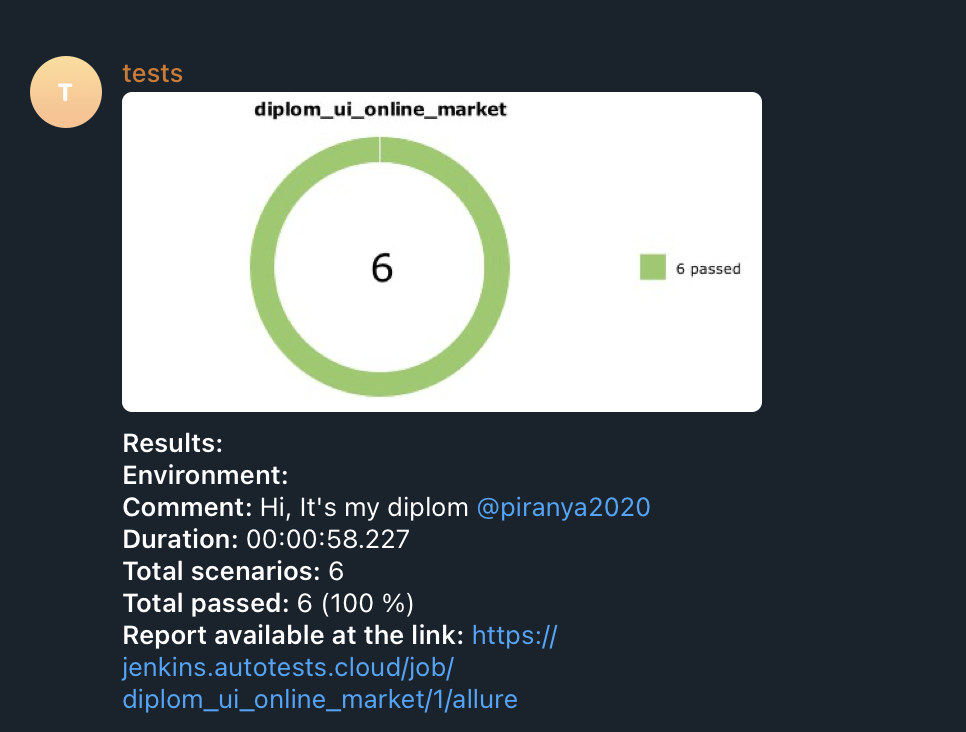 T
tests
diplom_ui_online_market
6
6 passed
Results:
Environment:
Comment: Hi, It's my diplom @piranya2020
Duration: 00:00:58.227
Total scenarios: 6
Total passed: 6 (100 %)
Report available at the link: https://
jenkins.autotests.cloud/job/
diplom_ui_online_market/1/allure